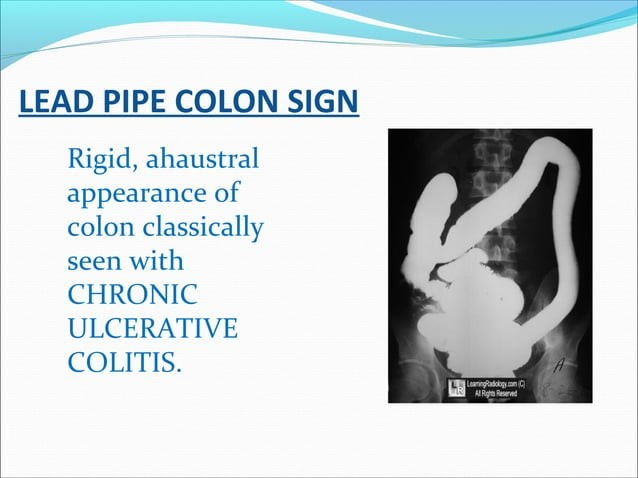 LEAD PIPE COLON SIGN
Rigid, ahaustral
appearance of
colon classically
seen with
CHRONIC
ULCERATIVE
COLITIS.
A
LearningRadiology.com (C)
All Rights Reserved